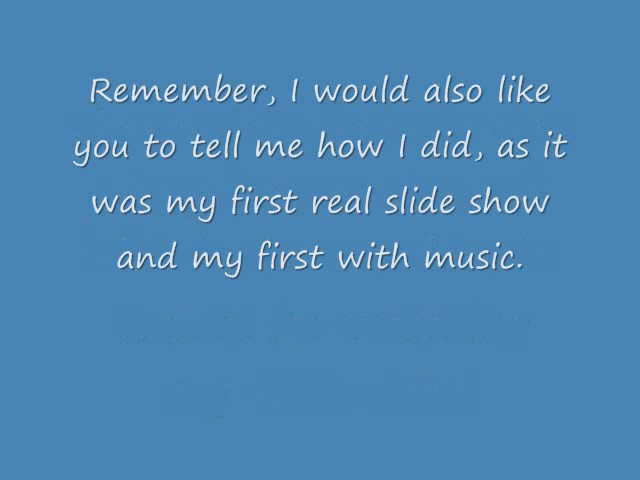 Remember, I would also like
you to tell me how I did, as it
was my first real slide show
and my first with music.